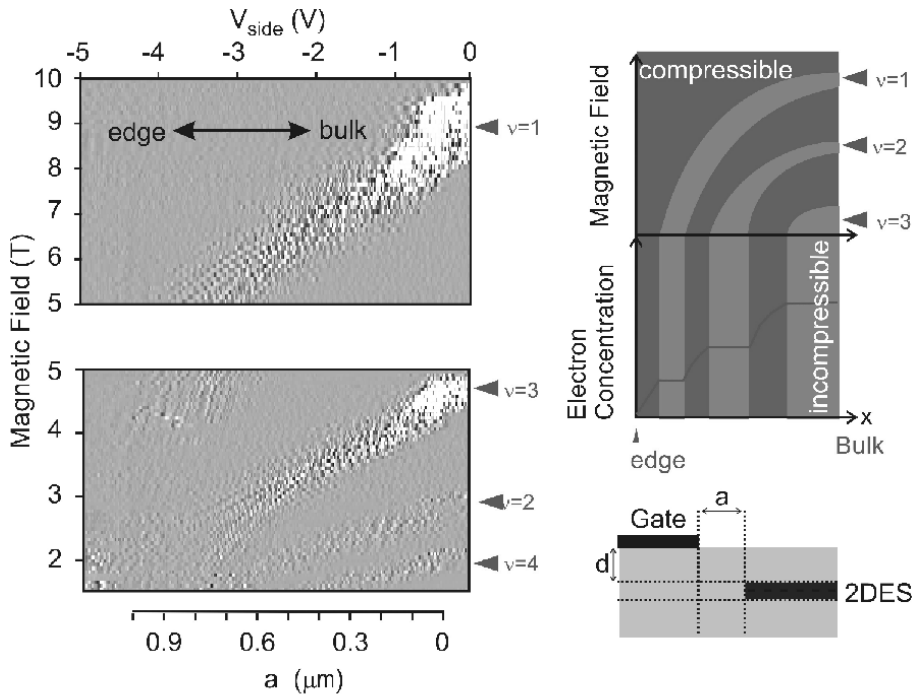 V_side (V)
-5 -4 -3 -2 -1 0
10
9
8
7
6
5
edge bulk
ν=1
Magnetic Field (T)
5
4
3
2
ν=3
ν=2
ν=4
0.9 0.6 0.3 0
a (μm)
compressible
Magnetic Field
ν=1
ν=2
ν=3
Electron
Concentration
incompressible
x
edge
Bulk
a
Gate
d
2DES